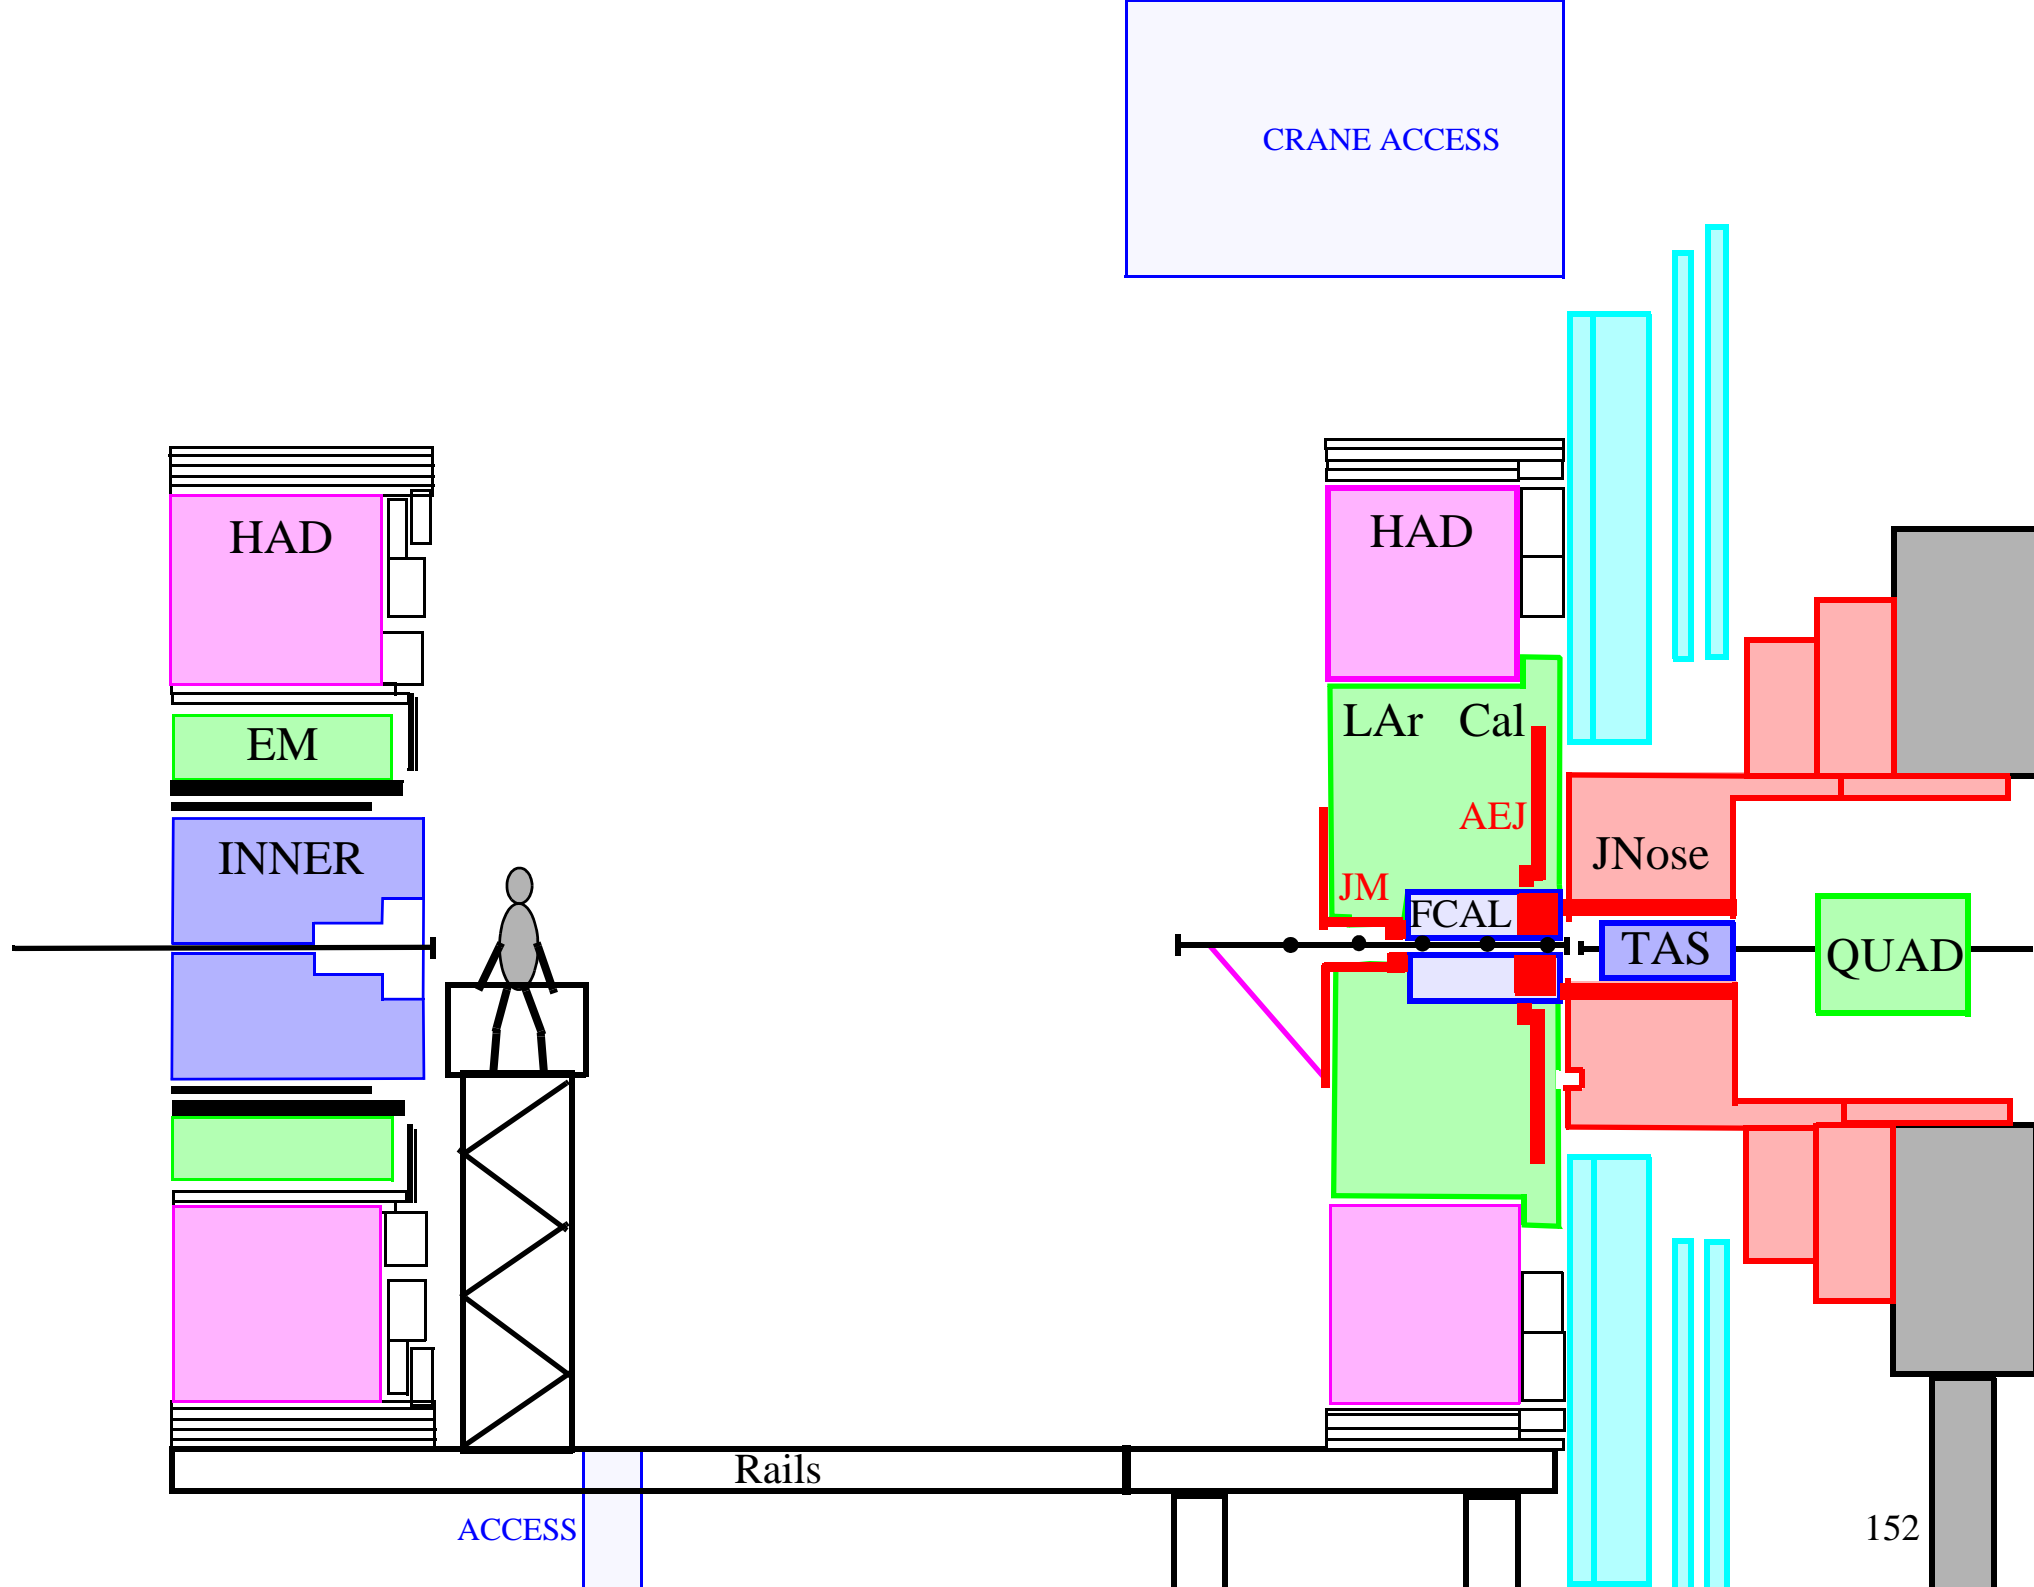 CRANE ACCESS
HAD
HAD
EM
LAr Cal
AEJ
INNER
JNose
JM
FCAL
TAS
QUAD
Rails
ACCESS
152